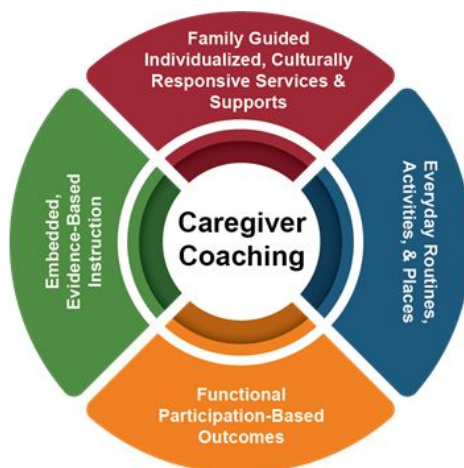 Family Guided
Individualized, Culturally
Responsive Services &
Supports
Embedded,
Evidence-Based
Instruction
Caregiver
Coaching
Everyday Routines,
Activities, & Places
Functional
Participation-Based
Outcomes